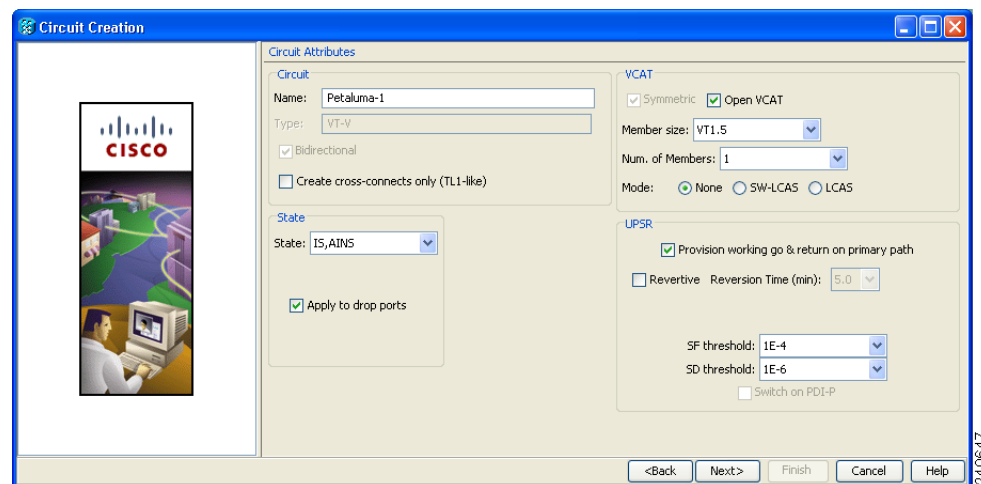 Circuit Creation
CISCO
Circuit Attributes
Circuit
Name: Petaluma-1
Type: VT-V
Bidirectional
Create cross-connects only (TL1-like)
State
State: IS,AINS
Apply to drop ports
VCAT
Symmetric Open VCAT
Member size: VT1.5
Num. of Members: 1
Mode: None SW-LCAS LCAS
UPSR
Provision working go & return on primary path
Revertive Reversion Time (min): 5.0
SF threshold: 1E-4
SD threshold: 1E-6
Switch on PDI-P
<Back Next> Finish Cancel Help